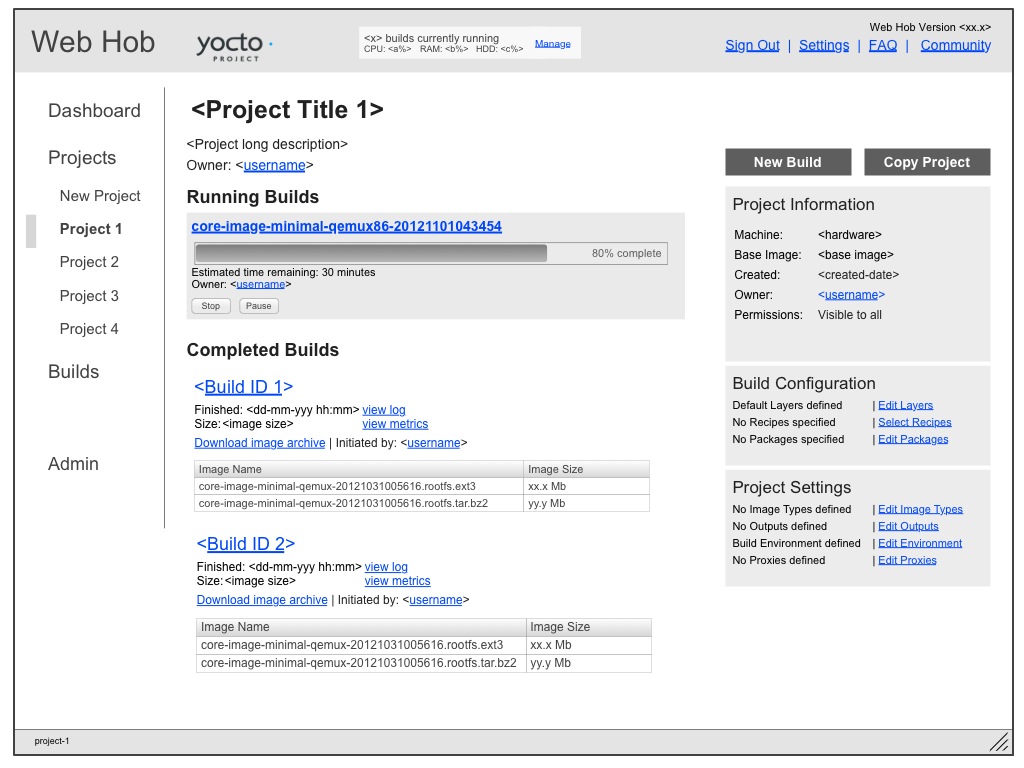 Web Hob
yocto
PROJECT
<x> builds currently running
CPU: <a%> RAM: <b%> HDD: <c%> Manage
Web Hob Version <xx.x>
Sign Out | Settings | FAQ | Community
Dashboard
Projects
New Project
Project 1
Project 2
Project 3
Project 4
Builds
Admin
<Project Title 1>
<Project long description>
Owner: <username>
Running Builds
core-image-minimal-qemux86-20121101043454
80% complete
Estimated time remaining: 30 minutes
Owner: <username>
Stop Pause
Completed Builds
<Build ID 1>
Finished: <dd-mm-yyy hh:mm> view log
Size:<image size> view metrics
Download image archive | Initiated by: <username>
Image Name Image Size
core-image-minimal-qemux-20121031005616.rootfs.ext3 xx.x Mb
core-image-minimal-qemux-20121031005616.rootfs.tar.bz2 yy.y Mb
<Build ID 2>
Finished: <dd-mm-yyy hh:mm> view log
Size:<image size> view metrics
Download image archive | Initiated by: <username>
Image Name Image Size
core-image-minimal-qemux-20121031005616.rootfs.ext3 xx.x Mb
core-image-minimal-qemux-20121031005616.rootfs.tar.bz2 yy.y Mb
New Build Copy Project
Project Information
Machine: <hardware>
Base Image: <base image>
Created: <created-date>
Owner: <username>
Permissions: Visible to all
Build Configuration
Default Layers defined | Edit Layers
No Recipes specified | Select Recipes
No Packages specified | Edit Packages
Project Settings
No Image Types defined | Edit Image Types
No Outputs defined | Edit Outputs
Build Environment defined | Edit Environment
No Proxies defined | Edit Proxies
project-1